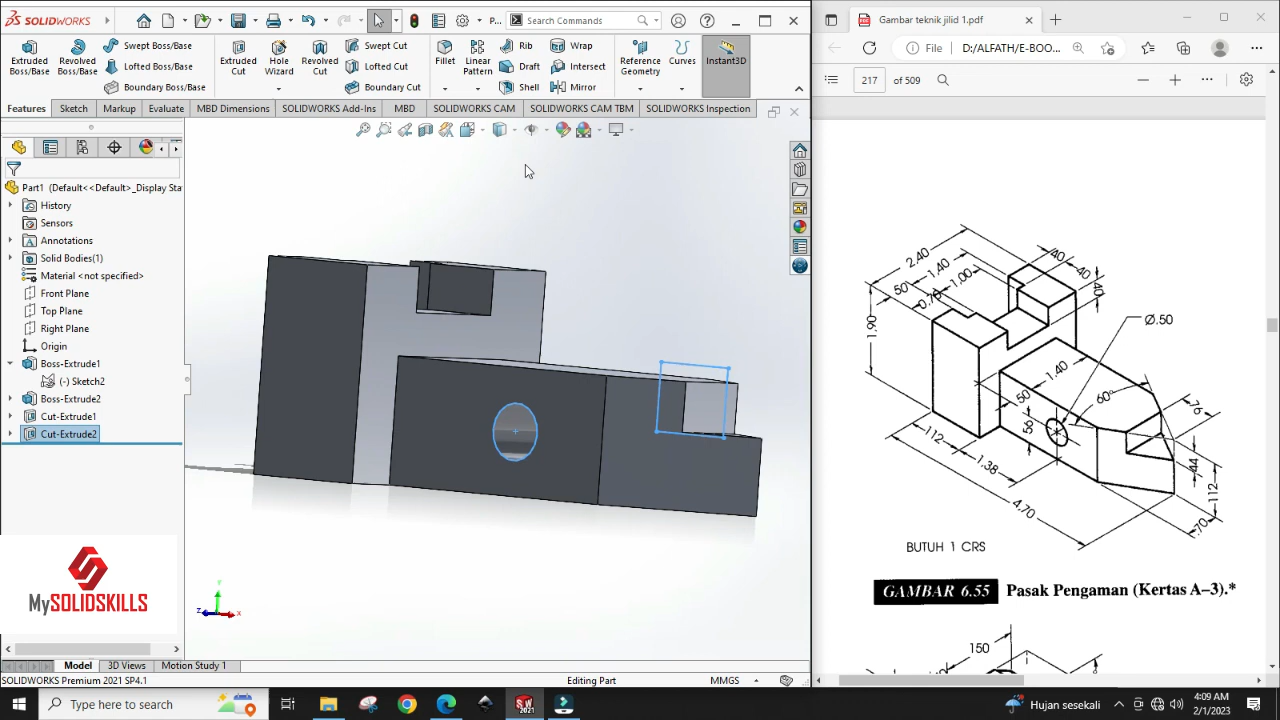 SOLIDWORKS
P...
Search Commands
Gambar teknik jilid 1.pdf
File
D:/ALFATH/E-BOO...
217
of 509
Extruded Boss/Base
Revolved Boss/Base
Swept Boss/Base
Lofted Boss/Base
Boundary Boss/Base
Extruded Cut
Hole Wizard
Revolved Cut
Swept Cut
Lofted Cut
Boundary Cut
Fillet
Linear Pattern
Rib
Draft
Shell
Wrap
Intersect
Mirror
Reference Geometry
Curves
Instant3D
Features
Sketch
Markup
Evaluate
MBD Dimensions
SOLIDWORKS Add-Ins
MBD
SOLIDWORKS CAM
SOLIDWORKS CAM TBM
SOLIDWORKS Inspection
Part1 (Default<<Default>_Display Sta
History
Sensors
Annotations
Solid Bodies(1)
Material <not specified>
Front Plane
Top Plane
Right Plane
Origin
Boss-Extrude1
(-) Sketch2
Boss-Extrude2
Cut-Extrude1
Cut-Extrude2
MySOLIDSKILLS
Y
Z
X
2.40
1.40
1.00
50
0.70
40
40
40
1.90
Ø.50
1.40
.50
60°
.76
56
112
1.38
4.70
44
112
.70
BUTUH 1 CRS
GAMBAR 6.55 Pasak Pengaman (Kertas A–3).*
150
Model
3D Views
Motion Study 1
SOLIDWORKS Premium 2021 SP4.1
Editing Part
MMGS
Type here to search
SW
2021
Hujan sekejali
4:09 AM
2/1/2023